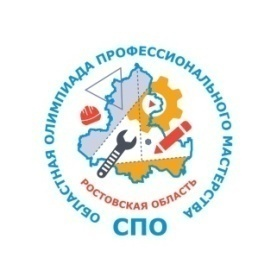 ОБЛАСТНАЯ ОЛИМПИАДА ПРОФЕССИОНАЛЬНОГО МАСТЕРСТВА
РОСТОВСКАЯ ОБЛАСТЬ
СПО